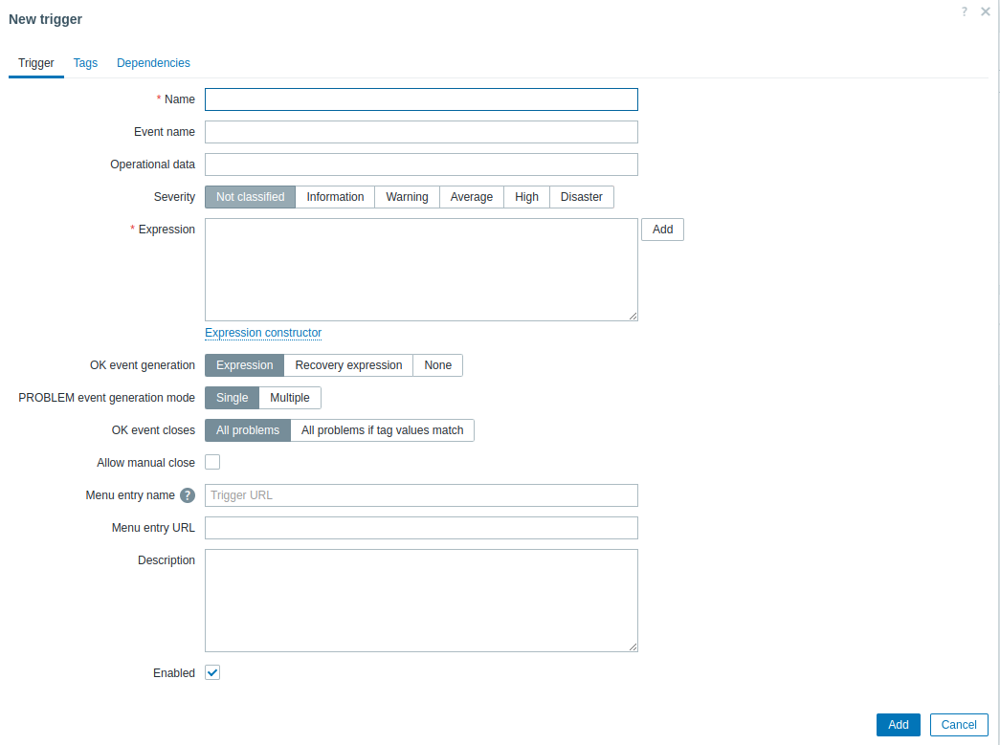 New trigger
?
Trigger Tags Dependencies
* Name
Event name
Operational data
Severity Not classified Information Warning Average High Disaster
* Expression Add
Expression constructor
OK event generation Expression Recovery expression None
PROBLEM event generation mode Single Multiple
OK event closes All problems All problems if tag values match
Allow manual close
Menu entry name ? Trigger URL
Menu entry URL
Description
Enabled
Add Cancel